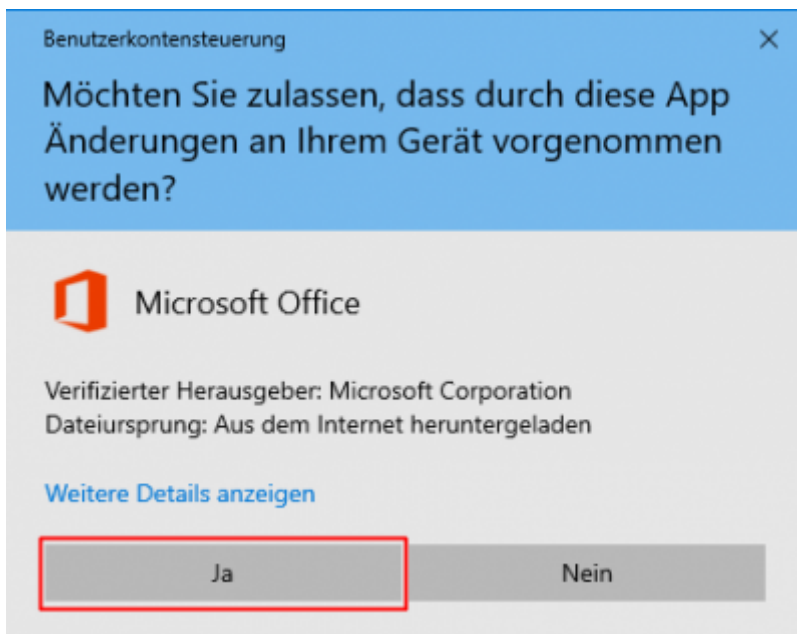 Benutzerkontensteuerung
Möchten Sie zulassen, dass durch diese App
Änderungen an Ihrem Gerät vorgenommen
werden?
Microsoft Office
Verifizierter Herausgeber: Microsoft Corporation
Dateiursprung: Aus dem Internet heruntergeladen
Weitere Details anzeigen
Ja Nein